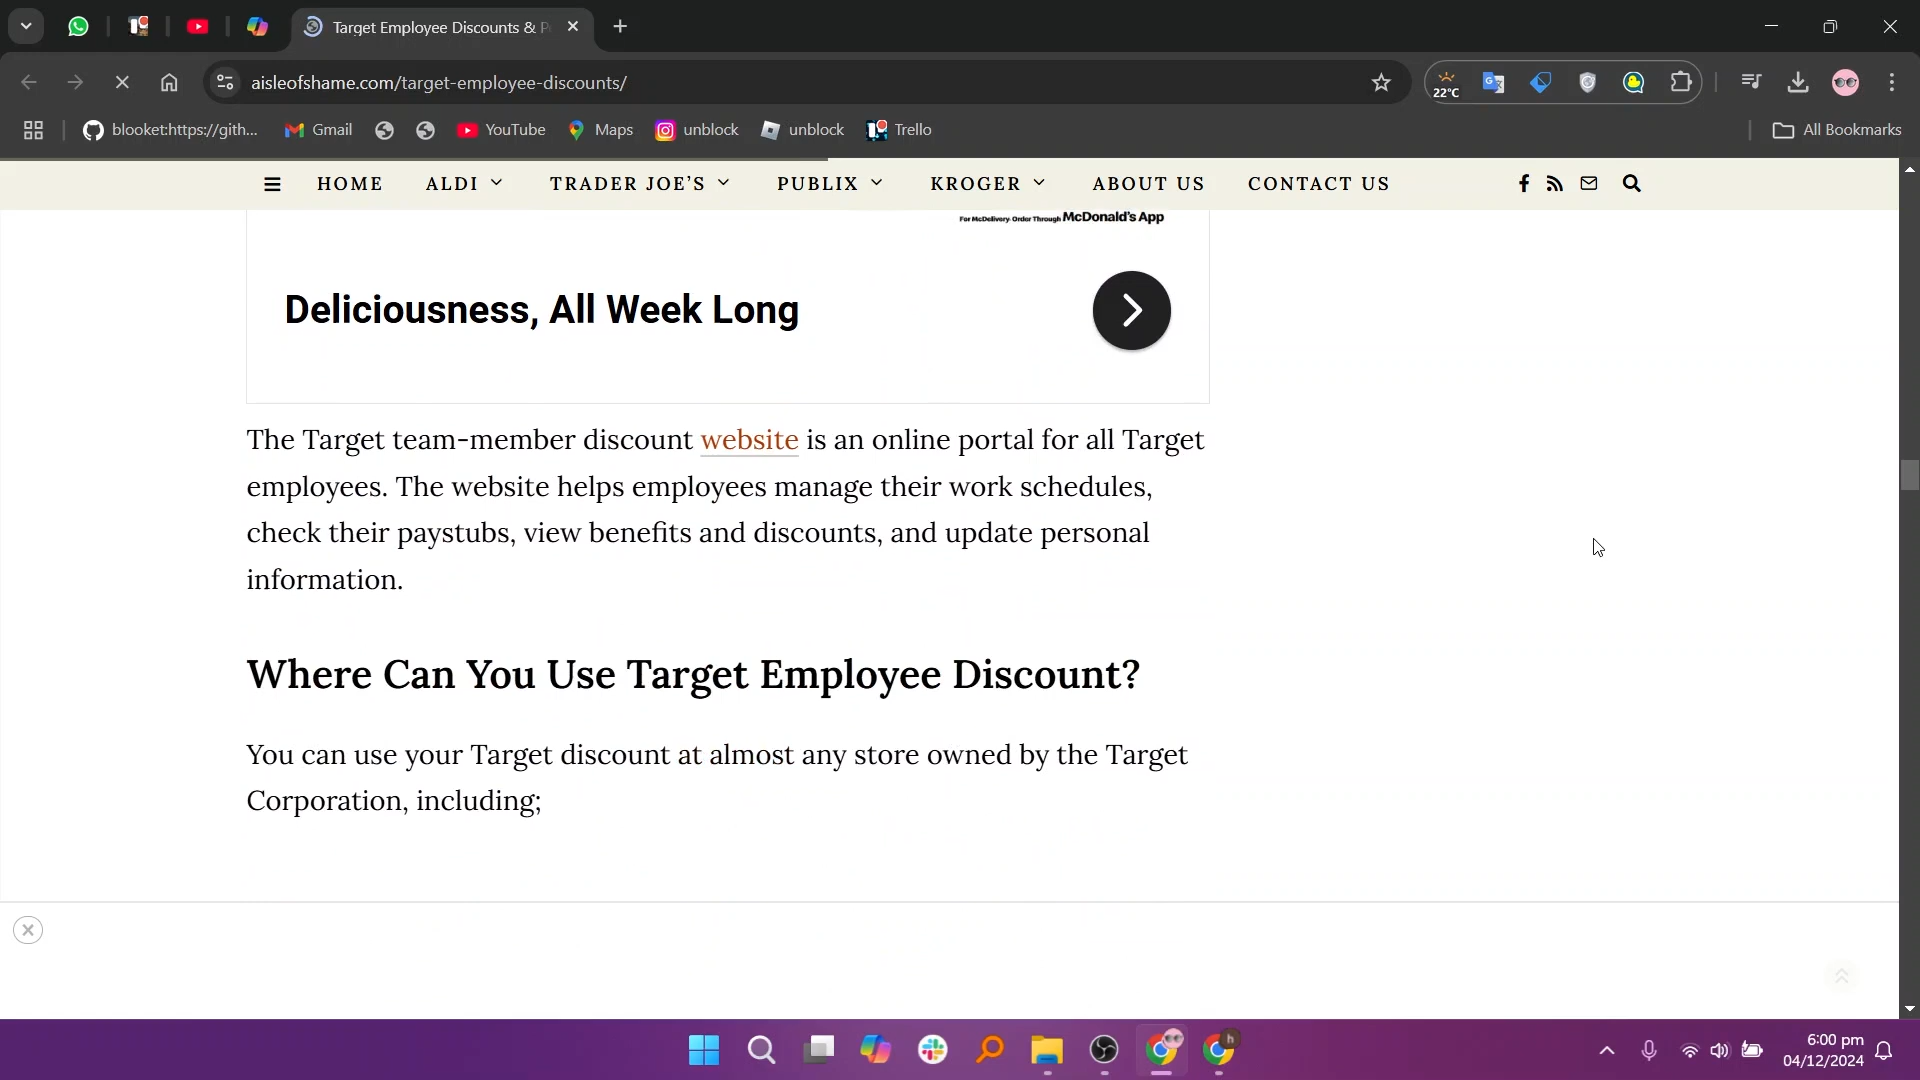 Target Employee Discounts & P
aisleofshame.com/target-employee-discounts/
22°C
blooket:https://gith...
Gmail
YouTube
Maps
unblock
unblock
Trello
All Bookmarks
HOME
ALDI
TRADER JOE'S
PUBLIX
KROGER
ABOUT US
CONTACT US
For McDelivery- Order Through McDonald's App
Deliciousness, All Week Long
The Target team-member discount website is an online portal for all Target
employees. The website helps employees manage their work schedules,
check their paystubs, view benefits and discounts, and update personal
information.
Where Can You Use Target Employee Discount?
You can use your Target discount at almost any store owned by the Target
Corporation, including;
h
6:00 pm
04/12/2024